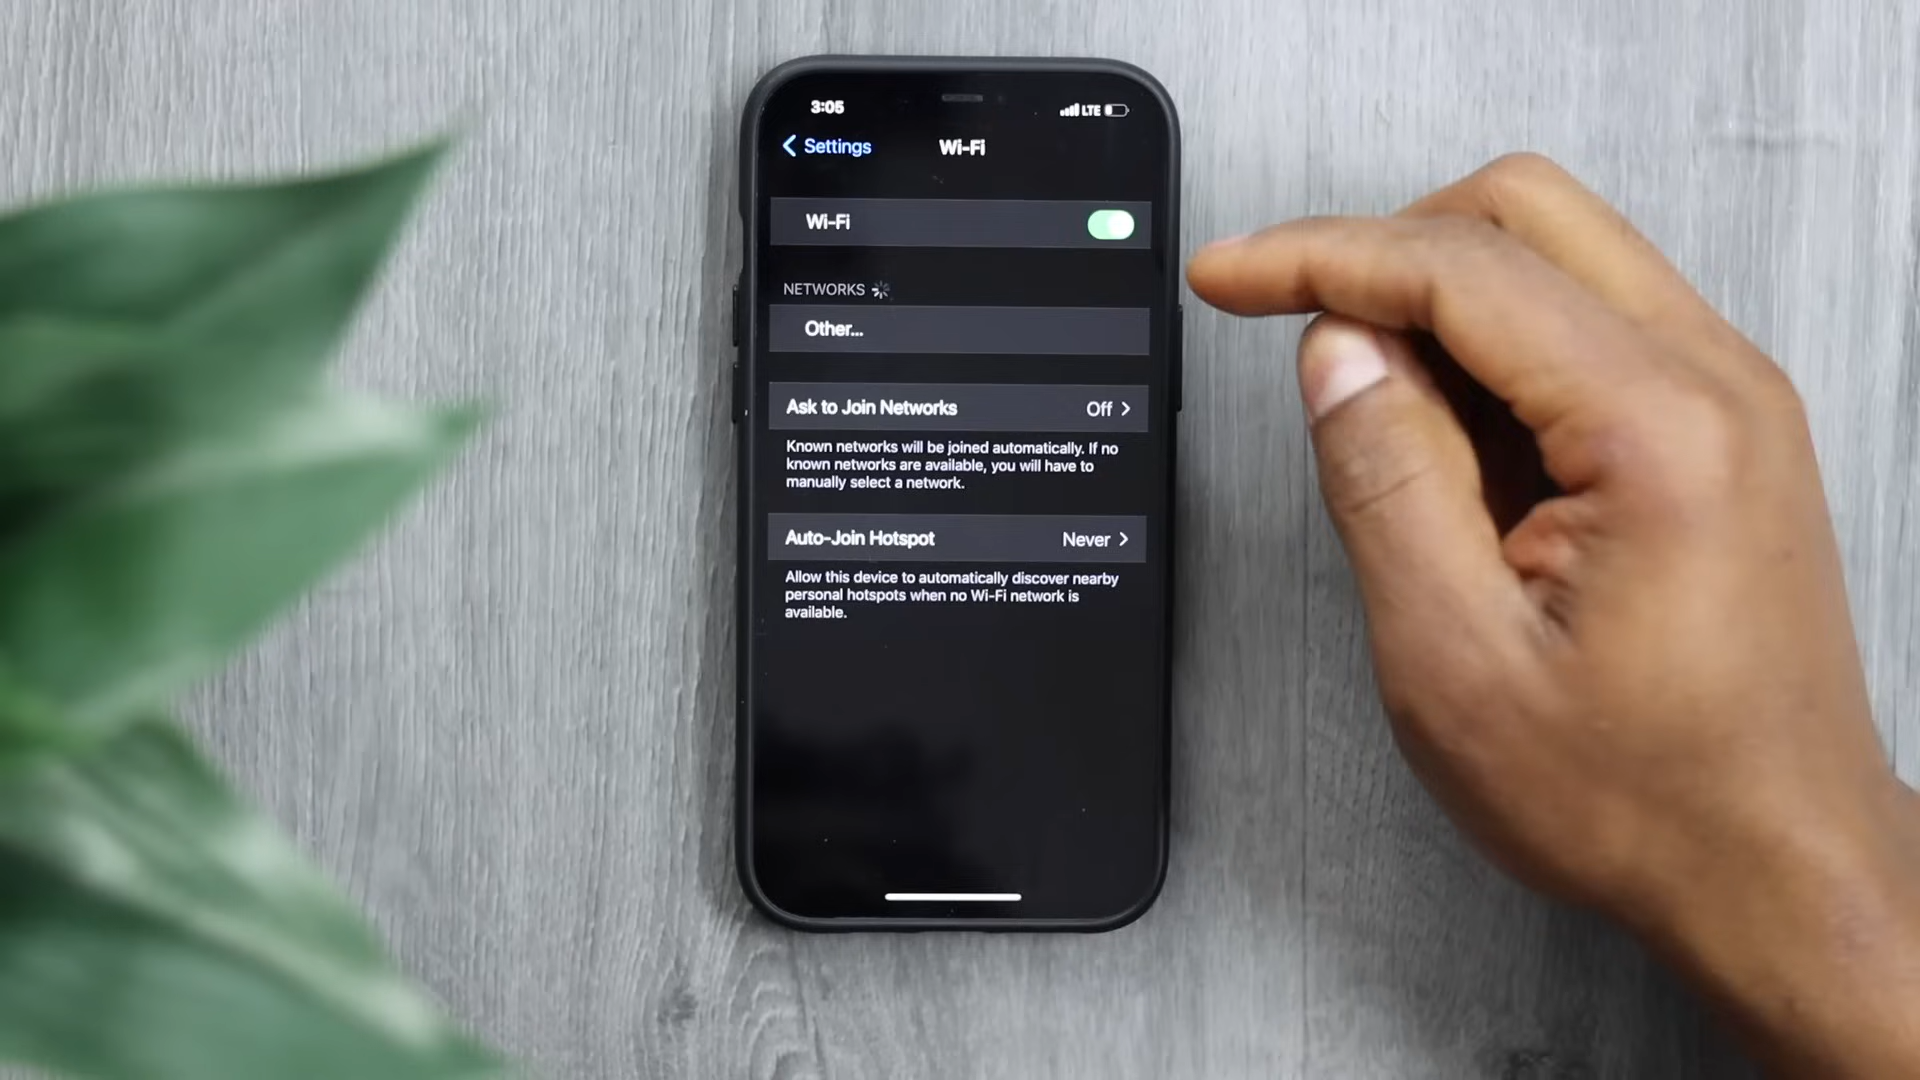 3:05 LTE
Settings Wi-Fi
Wi-Fi
NETWORKS
Other...
Ask to Join Networks Off
Known networks will be joined automatically. If no
known networks are available, you will have to
manually select a network.
Auto-Join Hotspot Never
Allow this device to automatically discover nearby
personal hotspots when no Wi-Fi network is
available.